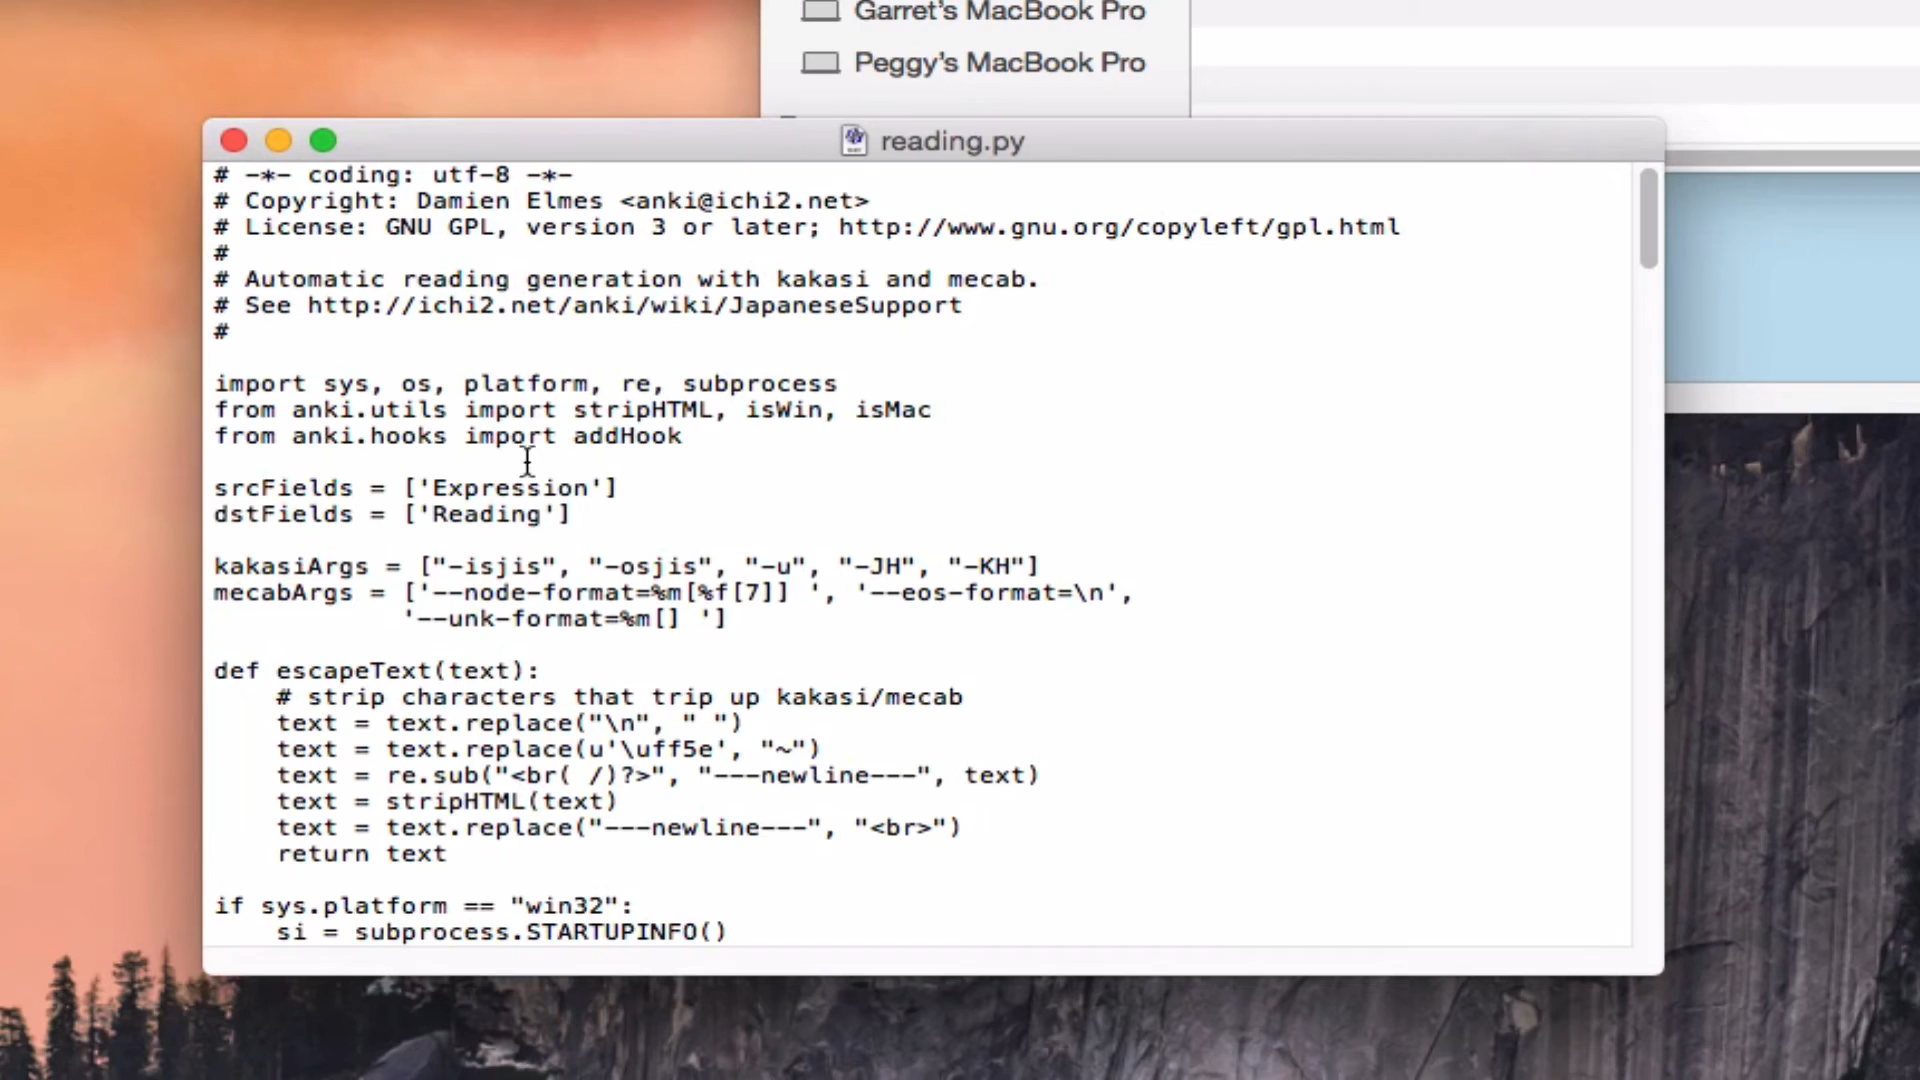 Garret’s MacBook Pro
Peggy’s MacBook Pro
reading.py
# -*- coding: utf-8 -*-
# Copyright: Damien Elmes <anki@ichi2.net>
# License: GNU GPL, version 3 or later; http://www.gnu.org/copyleft/gpl.html
#
# Automatic reading generation with kakasi and mecab.
# See http://ichi2.net/anki/wiki/JapaneseSupport
#
import sys, os, platform, re, subprocess
from anki.utils import stripHTML, isWin, isMac
from anki.hooks import addHook
srcFields = ['Expression']
dstFields = ['Reading']
kakasiArgs = ["-isjis", "-osjis", "-u", "-JH", "-KH"]
mecabArgs = ['--node-format=%m[%f[7]] ', '--eos-format=\n',
'--unk-format=%m[] ']
def escapeText(text):
# strip characters that trip up kakasi/mecab
text = text.replace("\n", " ")
text = text.replace(u'\uff5e', "~")
text = re.sub("<br( /)?>", "---newline---", text)
text = stripHTML(text)
text = text.replace("---newline---", "<br>")
return text
if sys.platform == "win32":
si = subprocess.STARTUPINFO()